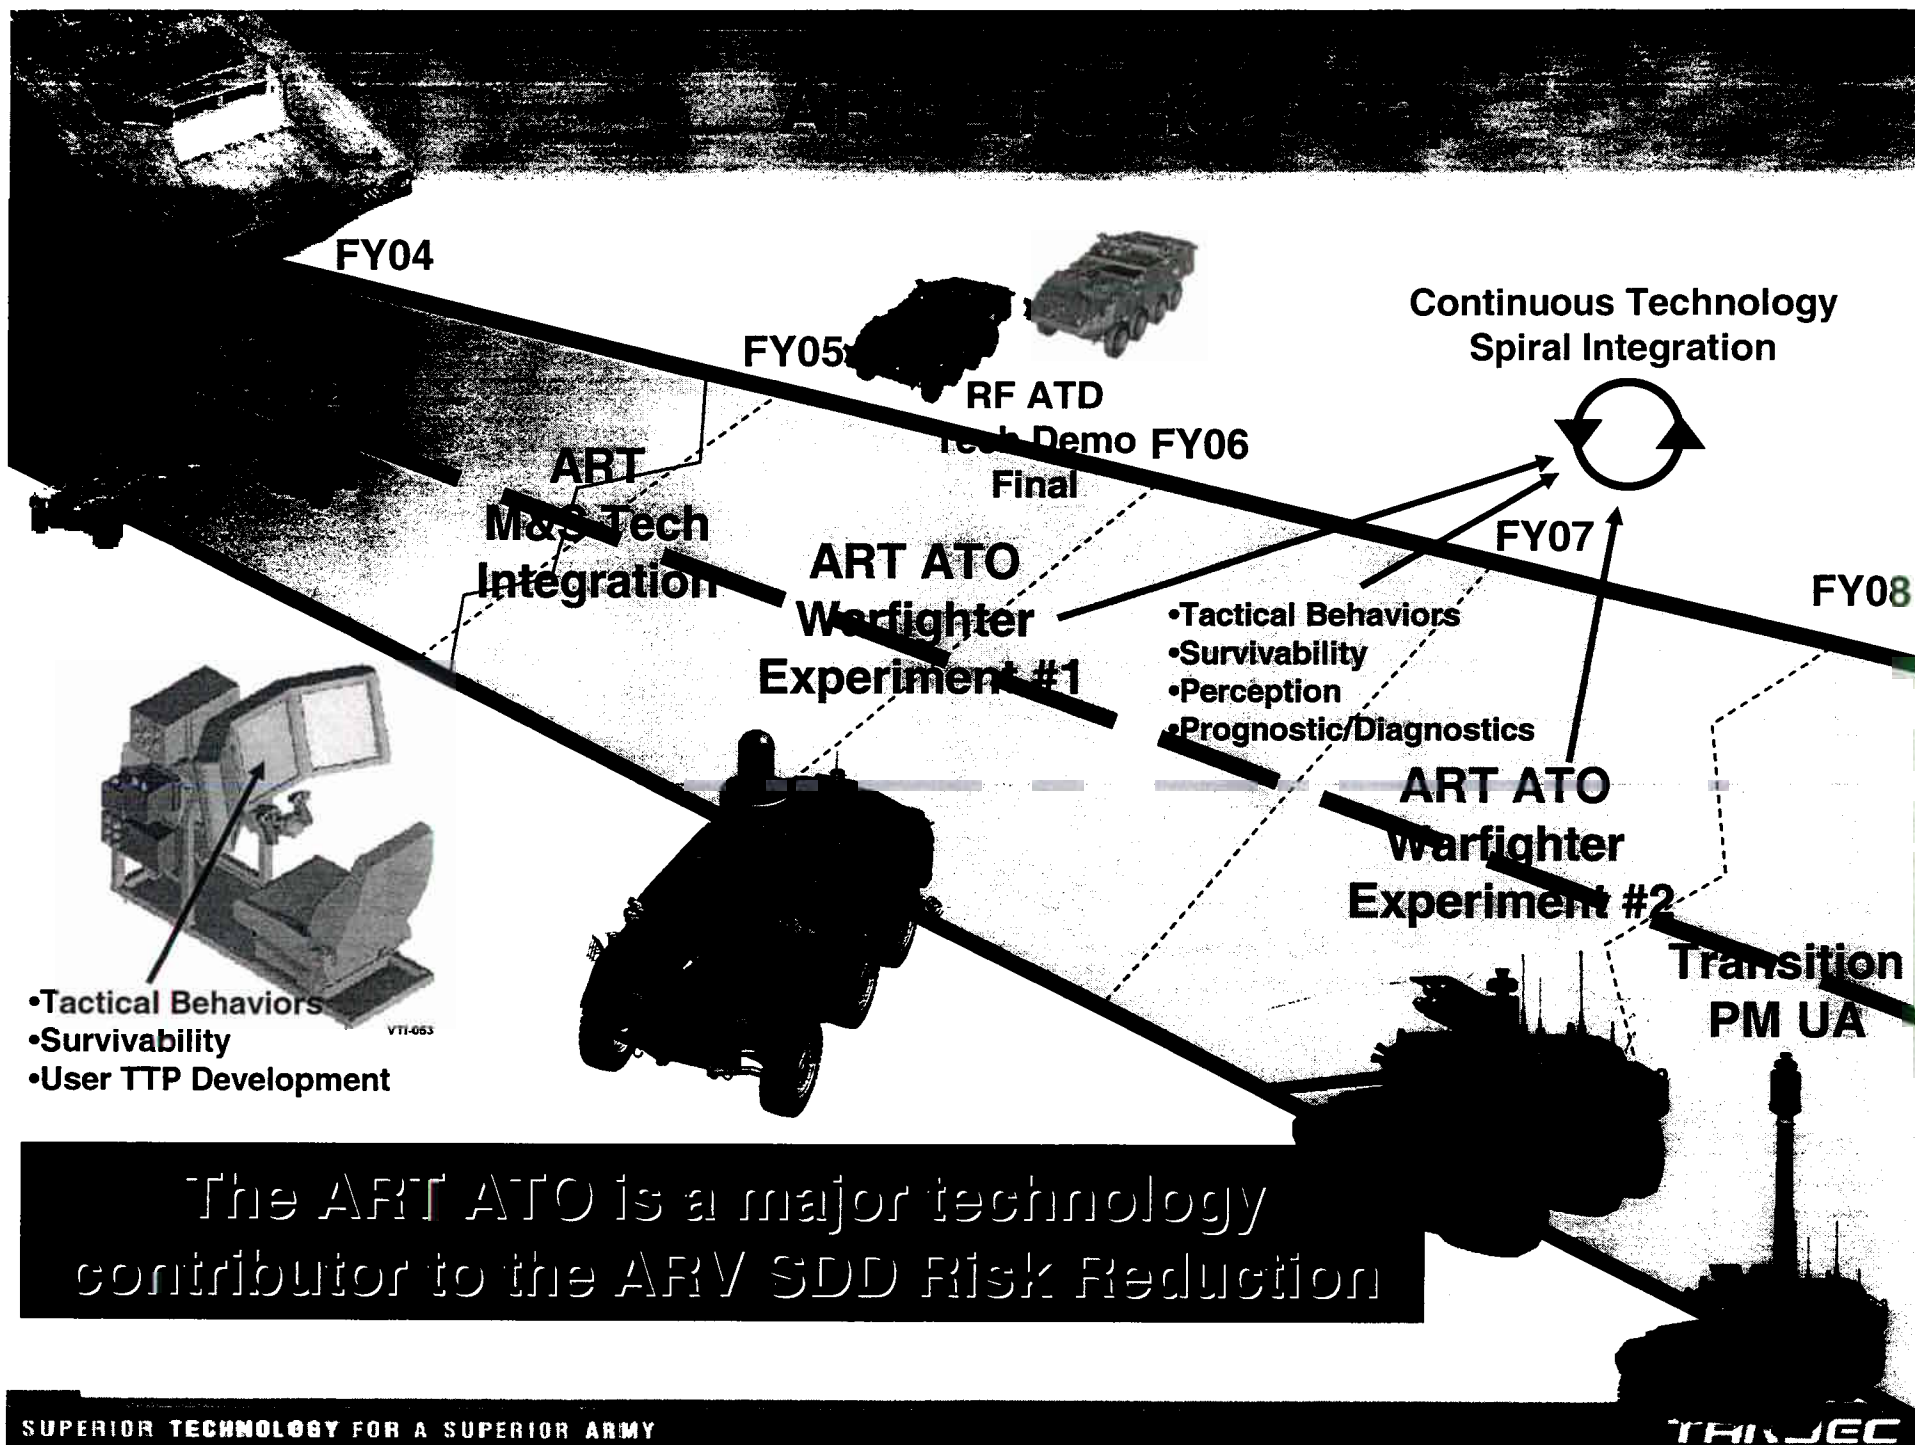 FY04
FY05
RF ATD
Tech Demo
Final
FY06
Continuous Technology
Spiral Integration
FY07
FY08
ART
M&S Tech
Integration
ART ATO
Warfighter
Experiment #1
•Tactical Behaviors
•Survivability
•Perception
•Prognostic/Diagnostics
ART ATO
Warfighter
Experiment #2
Transition
PM UA
VTI-053
•Tactical Behaviors
•Survivability
•User TTP Development
The ART ATO is a major technology
contributor to the ARV SDD Risk Reduction
SUPERIOR TECHNOLOGY FOR A SUPERIOR ARMY